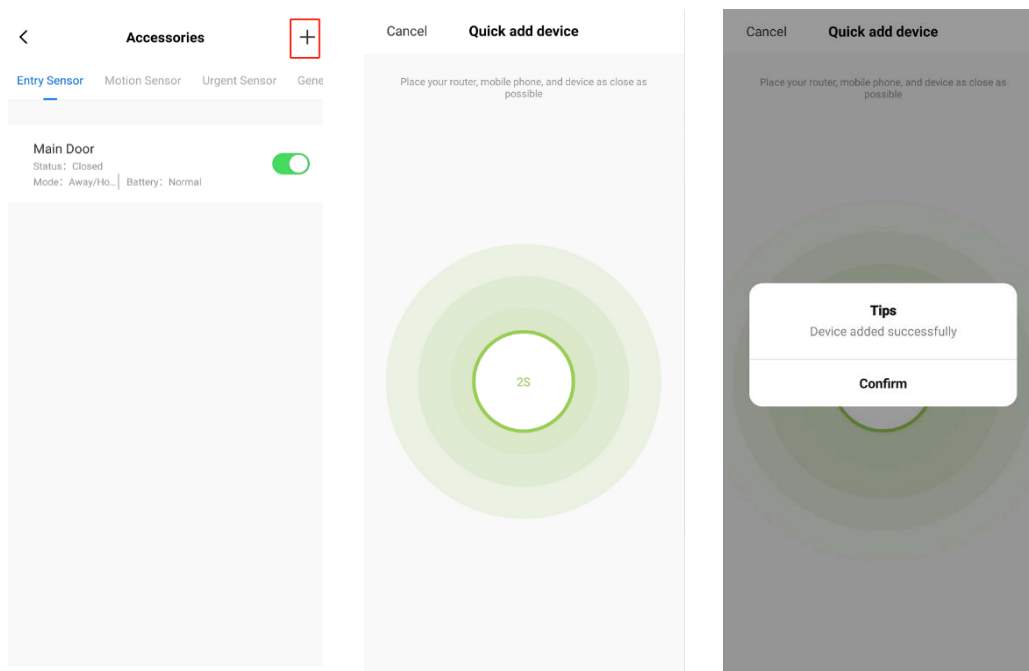 Accessories
Entry Sensor Motion Sensor Urgent Sensor Gene
Main Door
Status: Closed
Mode: Away/Ho... Battery: Normal
Cancel Quick add device
Place your router, mobile phone, and device as close as
possible
2S
Cancel Quick add device
Place your router, mobile phone, and device as close as
possible
Tips
Device added successfully
Confirm